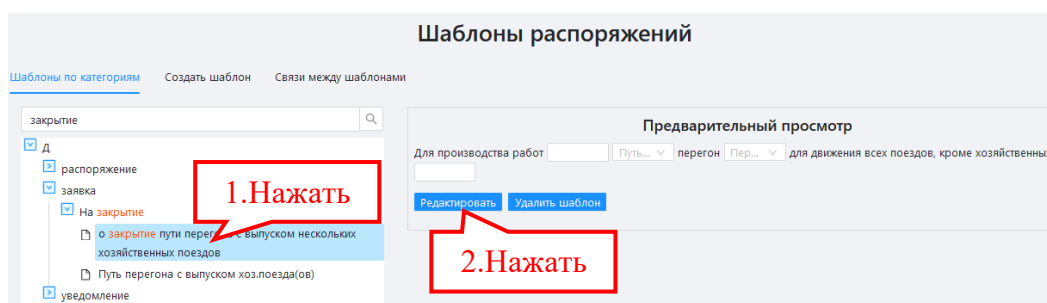 Шаблоны распоряжений
Шаблоны по категориям Создать шаблон Связи между шаблонами
закрытие
Д
распоряжение
заявка
На закрытие
о закрытие пути перегона с выпуском нескольких
хозяйственных поездов
Путь перегона с выпуском хоз.поезда(ов)
уведомление
1.Нажать
Предварительный просмотр
Для производства работ Путь... перегон Пер... для движения всех поездов, кроме хозяйственны
Редактировать Удалить шаблон
2.Нажать